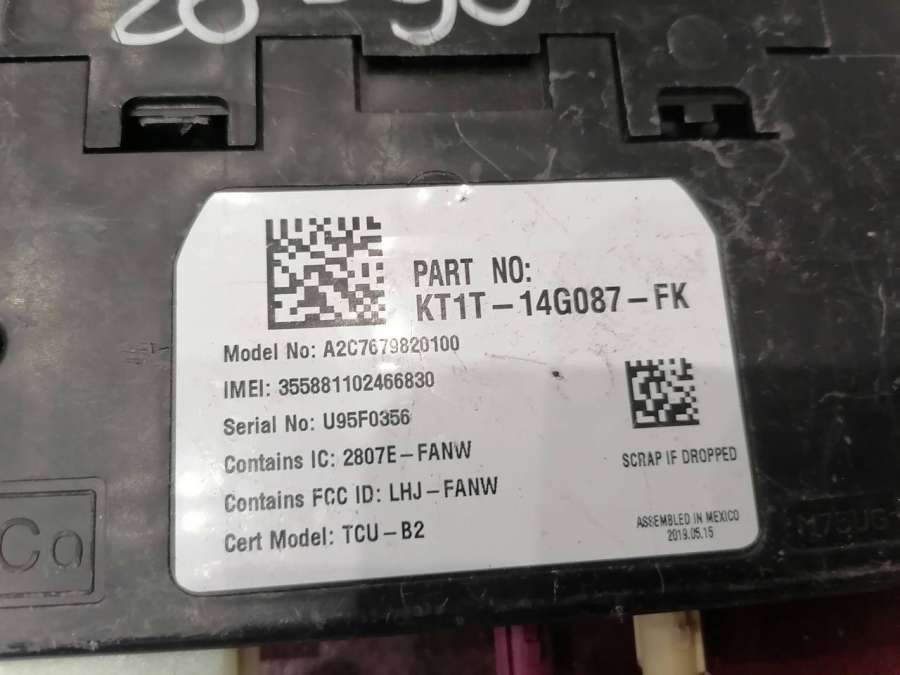 PART NO:
KT1T-14G087-FK
Model No: A2C7679820100
IMEI: 355881102466830
Serial No: U95F0356
Contains IC: 2807E-FANW
Contains FCC ID: LHJ-FANW
Cert Model: TCU-B2
SCRAP IF DROPPED
ASSEMBLED IN MEXICO
2019.05.15
Co